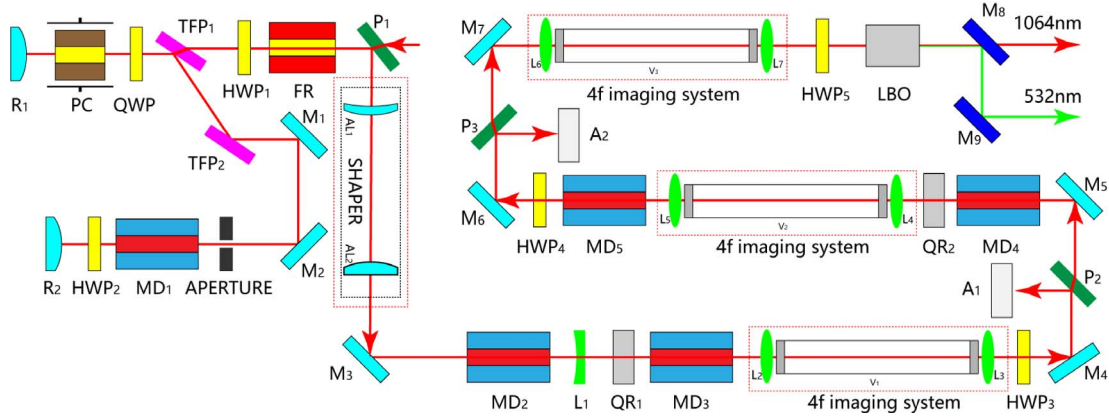 TFP1
P1
HWP1
FR
R1
PC
QWP
M1
TFP2
AL1
SHAPER
AL2
M2
R2
HWP2
MD1
APERTURE
M3
MD2
L1
QR1
MD3
L2
V1
L3
4f imaging system
HWP3
M4
A1
P2
M5
MD4
QR2
L4
V2
L5
4f imaging system
MD5
HWP4
M6
P3
A2
M7
L6
V3
L7
4f imaging system
HWP5
LBO
M8
1064nm
532nm
M9